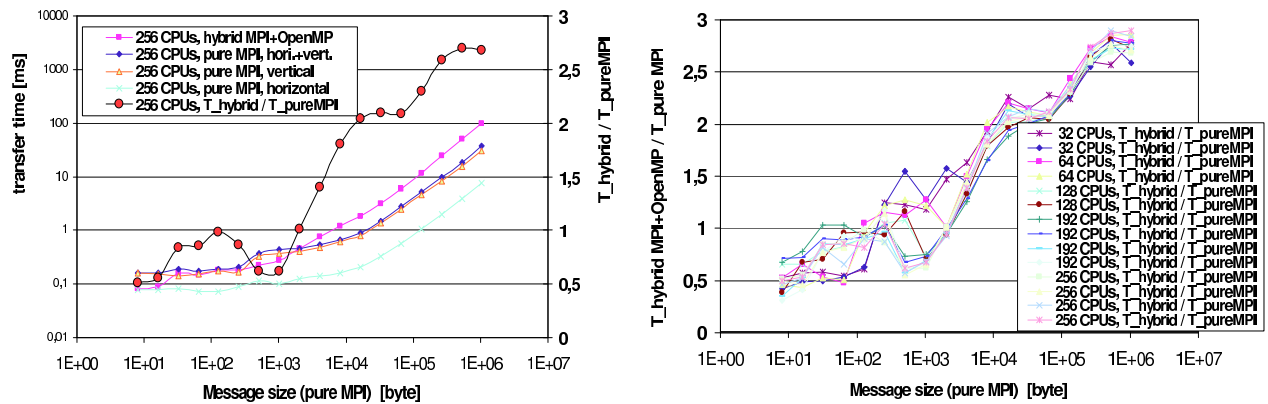 10000
1000
100
10
1
0,1
0,01
transfer time [ms]
256 CPUs, hybrid MPI+OpenMP
256 CPUs, pure MPI, hori.+vert.
256 CPUs, pure MPI, vertical
256 CPUs, pure MPI, horizontal
256 CPUs, T_hybrid / T_pureMPI
3
2,5
2
1,5
1
0,5
0
T_hybrid / T_pureMPI
1E+00 1E+01 1E+02 1E+03 1E+04 1E+05 1E+06 1E+07
Message size (pure MPI) [byte]
T_hybrid MPI+OpenMP / T_pure MPI
3
2,5
2
1,5
1
0,5
0
32 CPUs, T_hybrid / T_pureMPI
32 CPUs, T_hybrid / T_pureMPI
64 CPUs, T_hybrid / T_pureMPI
64 CPUs, T_hybrid / T_pureMPI
128 CPUs, T_hybrid / T_pureMPI
128 CPUs, T_hybrid / T_pureMPI
192 CPUs, T_hybrid / T_pureMPI
192 CPUs, T_hybrid / T_pureMPI
192 CPUs, T_hybrid / T_pureMPI
192 CPUs, T_hybrid / T_pureMPI
256 CPUs, T_hybrid / T_pureMPI
256 CPUs, T_hybrid / T_pureMPI
256 CPUs, T_hybrid / T_pureMPI
256 CPUs, T_hybrid / T_pureMPI
1E+00 1E+01 1E+02 1E+03 1E+04 1E+05 1E+06 1E+07
Message size (pure MPI) [byte]